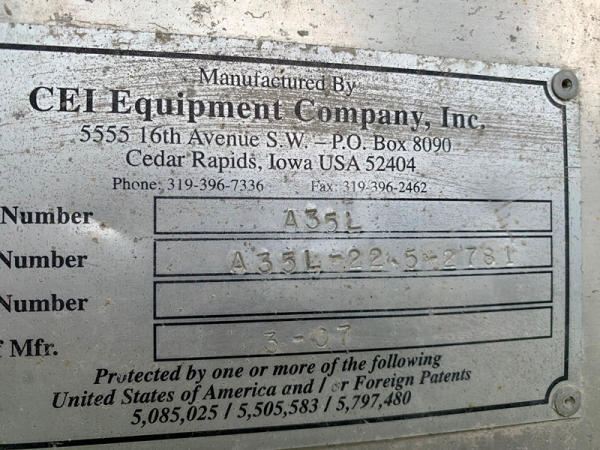 Manufactured By
CEI Equipment Company, Inc.
5555 16th Avenue S.W. – P.O. Box 8090
Cedar Rapids, Iowa USA 52404
Phone: 319-396-7336 Fax: 319-396-2462
Number A35L
Number A35L-22.5-2781
Number
Mfr. 3-07
Protected by one or more of the following
United States of America and / or Foreign Patents
5,085,025 / 5,505,583 / 5,797,480